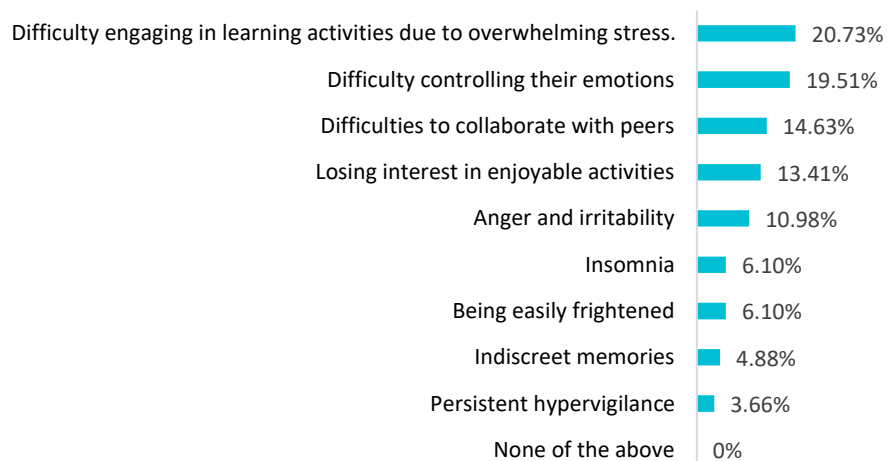 Difficulty engaging in learning activities due to overwhelming stress. 20.73%
Difficulty controlling their emotions 19.51%
Difficulties to collaborate with peers 14.63%
Losing interest in enjoyable activities 13.41%
Anger and irritability 10.98%
Insomnia 6.10%
Being easily frightened 6.10%
Indiscreet memories 4.88%
Persistent hypervigilance 3.66%
None of the above 0%